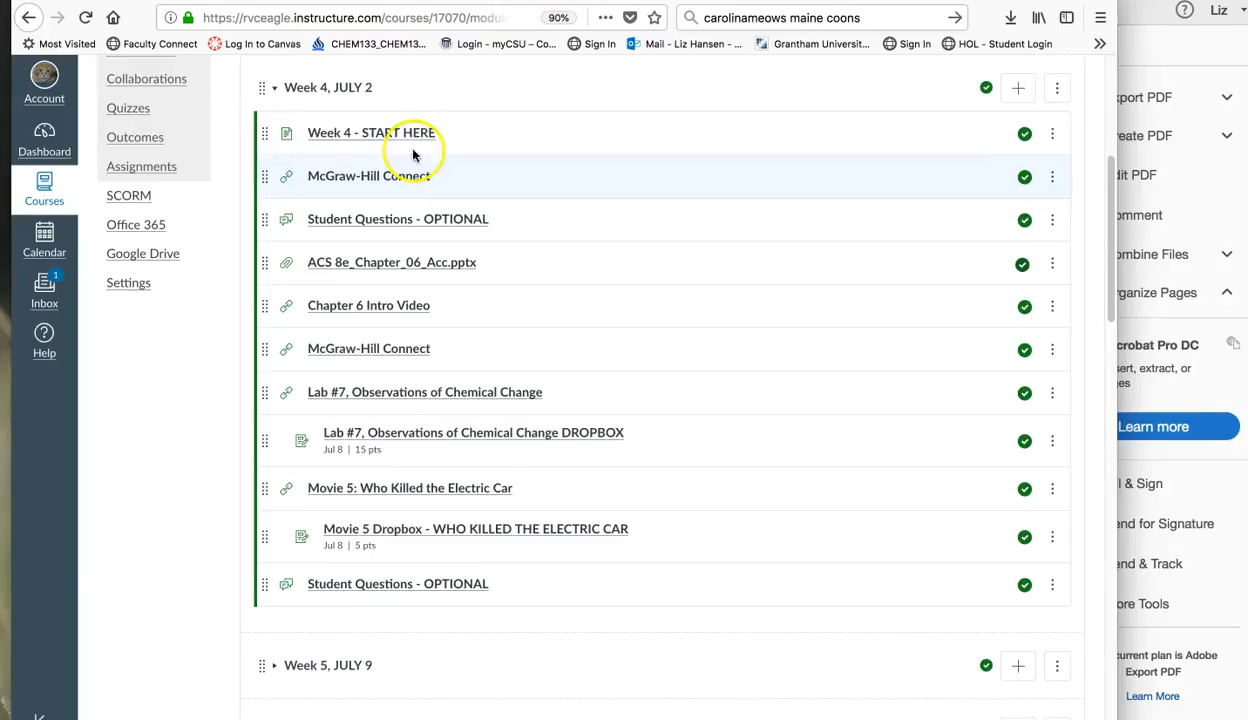 https://rvceagle.instructure.com/courses/17070/modu
90%
carolinameows maine coons
Liz
Most Visited
Faculty Connect
Log In to Canvas
CHEM133_CHEM13...
Login - myCSU – Co...
Sign In
Mail - Liz Hansen - ...
Grantham Universit...
Sign In
HOL - Student Login
Account
Dashboard
Courses
Calendar
1
Inbox
Help
Collaborations
Quizzes
Outcomes
Assignments
SCORM
Office 365
Google Drive
Settings
Week 4, JULY 2
Week 4 - START HERE
McGraw-Hill Connect
Student Questions - OPTIONAL
ACS 8e_Chapter_06_Acc.pptx
Chapter 6 Intro Video
McGraw-Hill Connect
Lab #7, Observations of Chemical Change
Lab #7, Observations of Chemical Change DROPBOX
Jul 8 | 15 pts
Movie 5: Who Killed the Electric Car
Movie 5 Dropbox - WHO KILLED THE ELECTRIC CAR
Jul 8 | 5 pts
Student Questions - OPTIONAL
Week 5, JULY 9
xport PDF
reate PDF
dit PDF
omment
ombine Files
rganize Pages
crobat Pro DC
sert, extract, or
ges
Learn more
l & Sign
end for Signature
end & Track
ore Tools
current plan is Adobe
Export PDF
Learn More